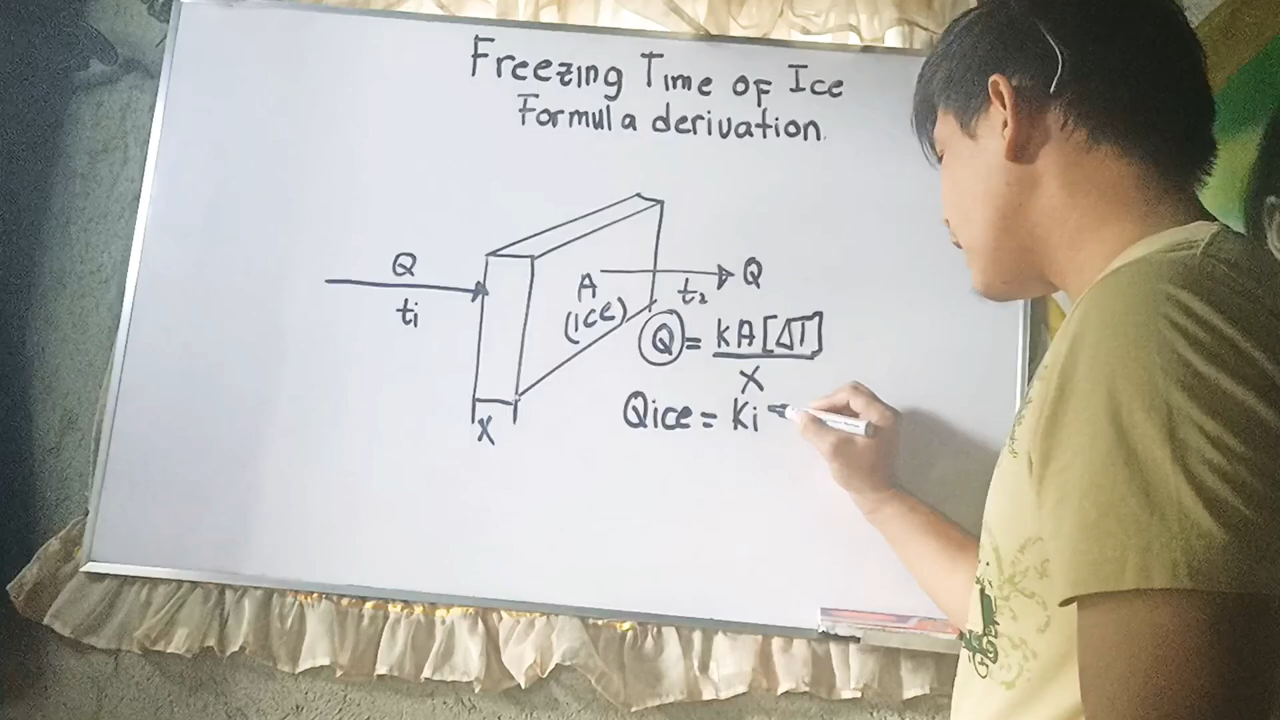 Freezing Time of Ice
Formula derivation.
Q
ti
A
(ice)
Q
t₂
X
Q = KA[ΔT]
X
Qice = Ki